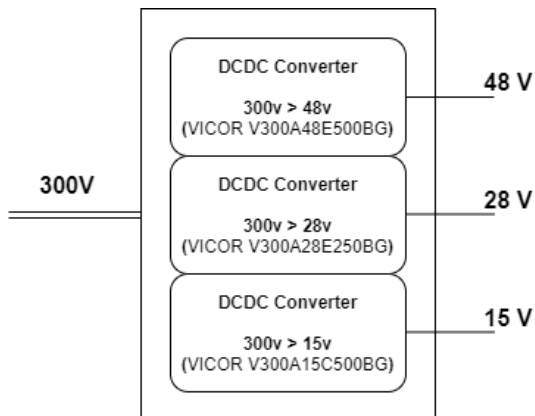 DCDC Converter
300v > 48v
(VICOR V300A48E500BG)
48 V
300V
DCDC Converter
300v > 28v
(VICOR V300A28E250BG)
28 V
DCDC Converter
300v > 15v
(VICOR V300A15C500BG)
15 V